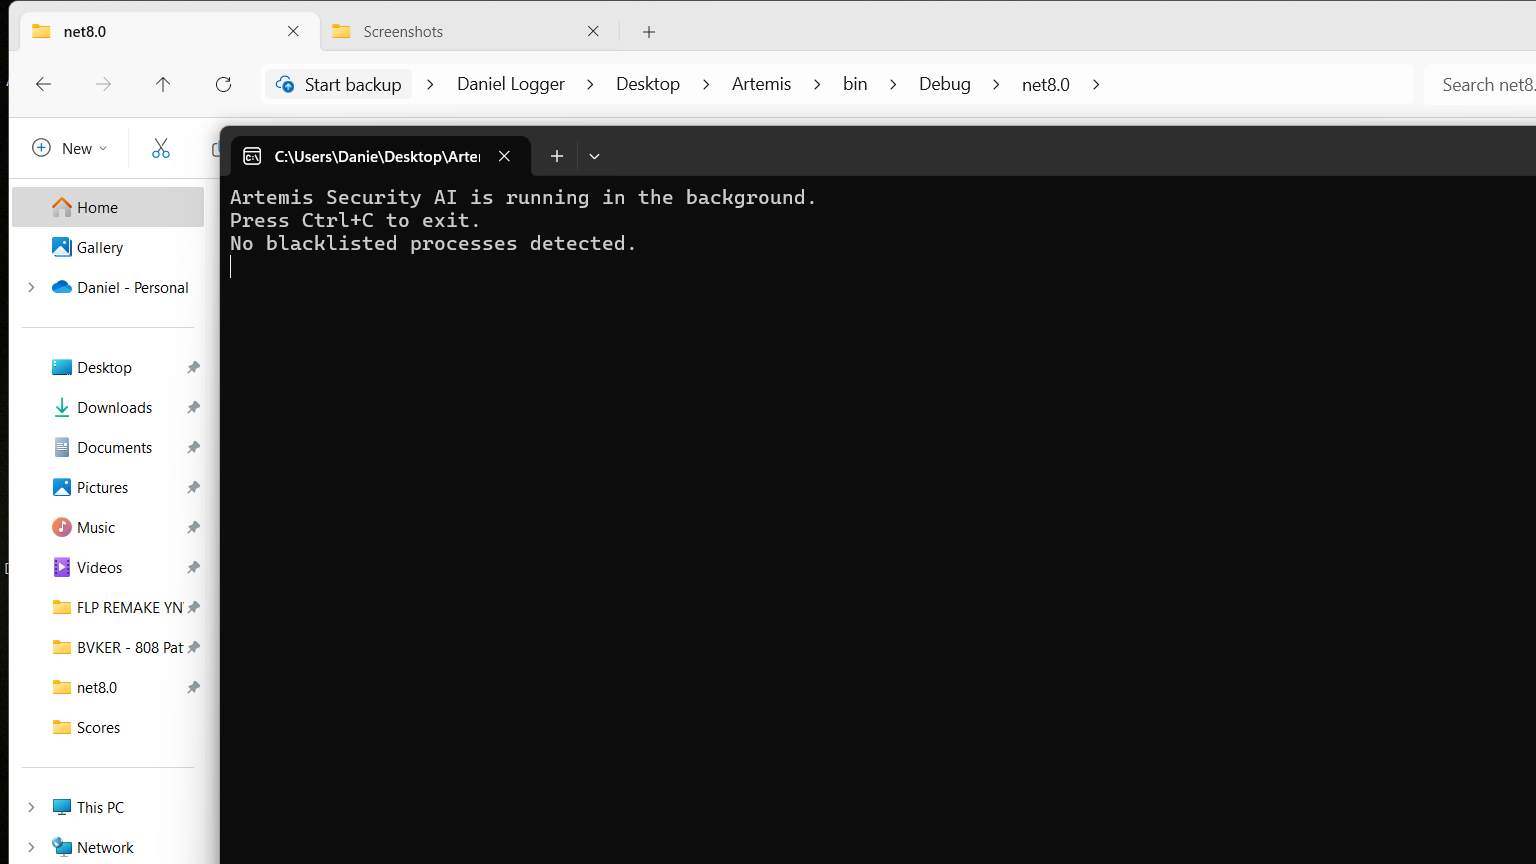 net8.0
Screenshots
Start backup
Daniel Logger
Desktop
Artemis
bin
Debug
net8.0
Search net8.
New
C:\Users\Danie\Desktop\Arte
Artemis Security AI is running in the background.
Press Ctrl+C to exit.
No blacklisted processes detected.
Home
Gallery
Daniel - Personal
Desktop
Downloads
Documents
Pictures
Music
Videos
FLP REMAKE YN
BVKER - 808 Pat
net8.0
Scores
This PC
Network